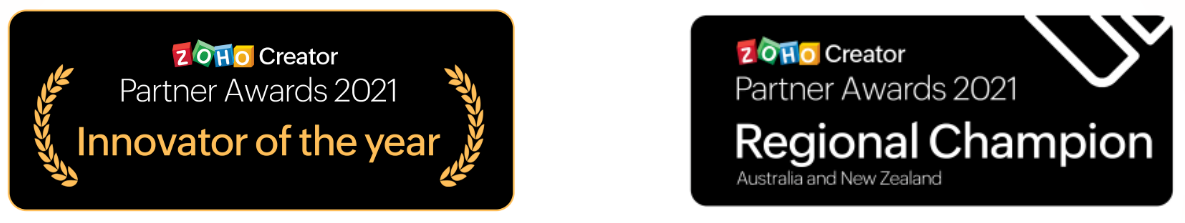 ZOHO Creator
Partner Awards 2021
Innovator of the year
ZOHO Creator
Partner Awards 2021
Regional Champion
Australia and New Zealand